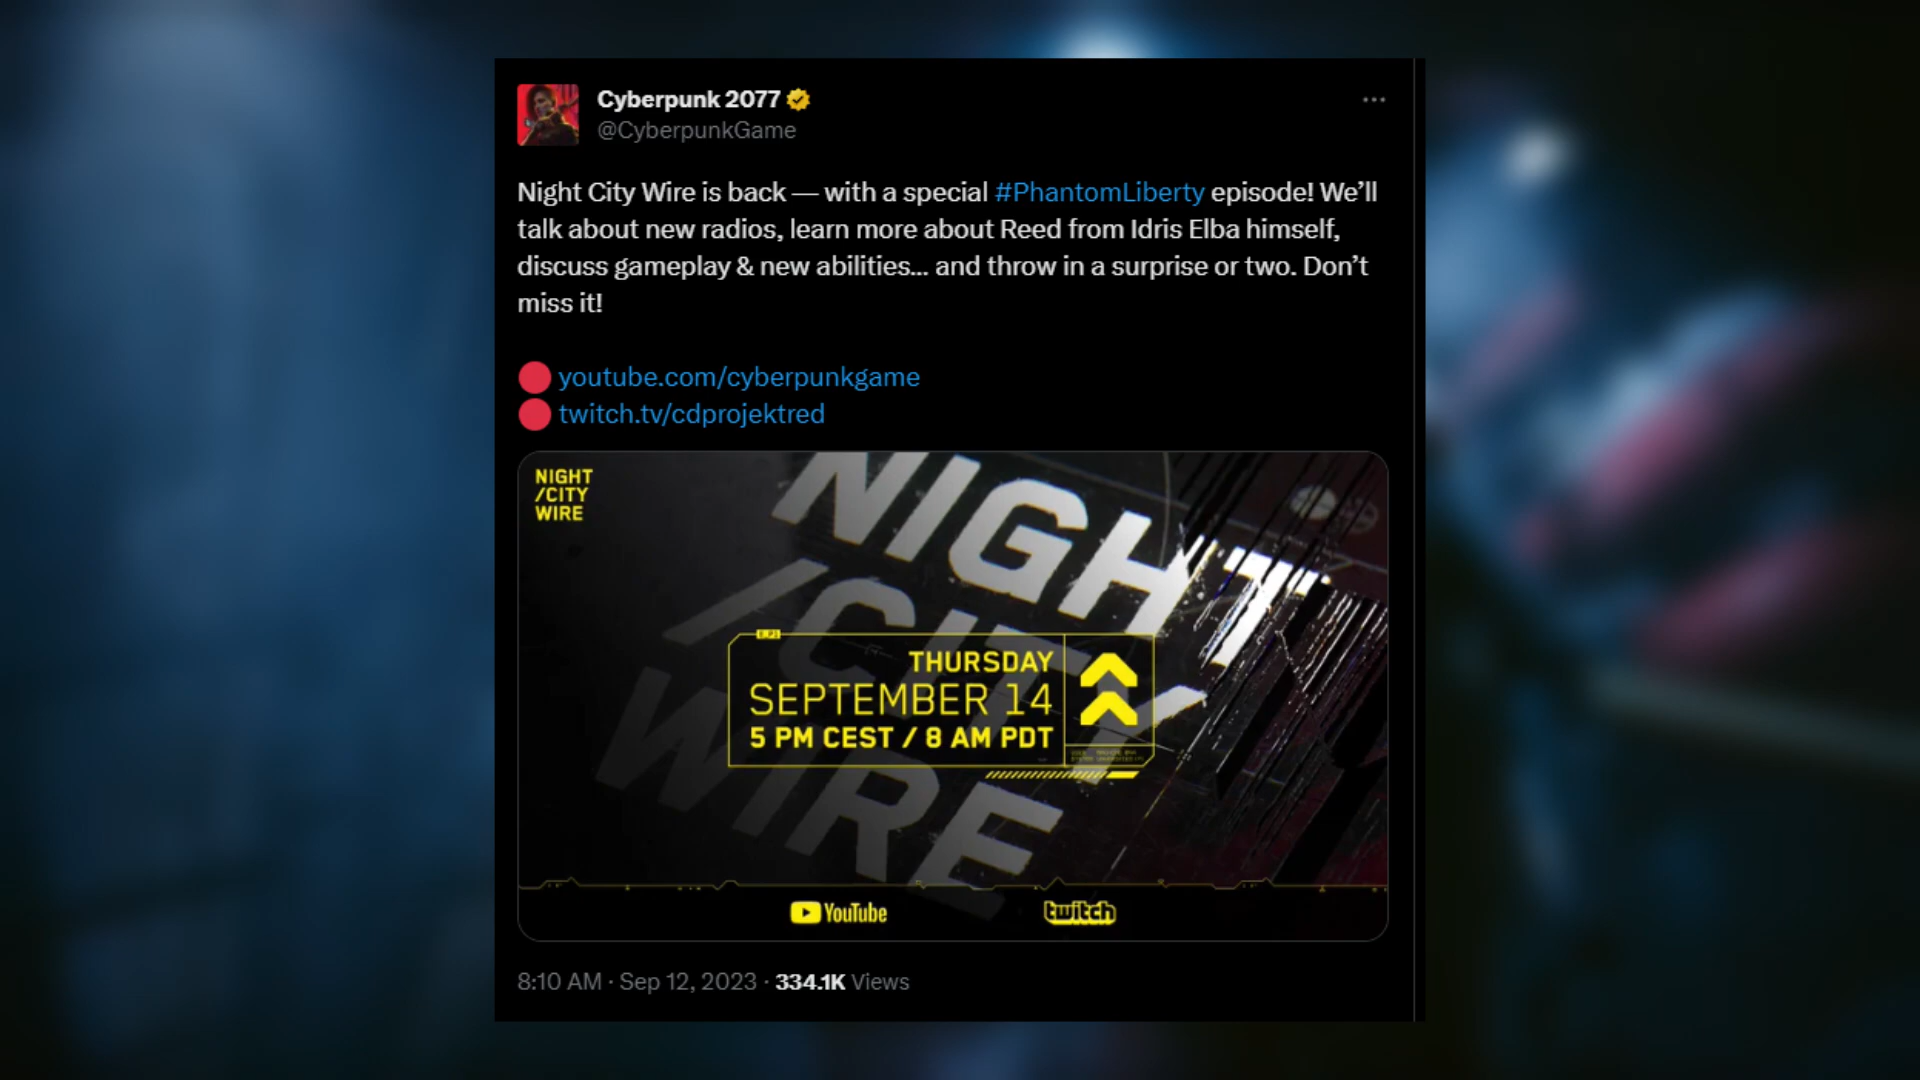 Cyberpunk 2077
@CyberpunkGame
Night City Wire is back — with a special #PhantomLiberty episode! We’ll
talk about new radios, learn more about Reed from Idris Elba himself,
discuss gameplay & new abilities... and throw in a surprise or two. Don’t
miss it!
youtube.com/cyberpunkgame
twitch.tv/cdprojektred
NIGHT
/CITY
WIRE
NIGHT
/CITY
WIRE
THURSDAY
SEPTEMBER 14
5 PM CEST / 8 AM PDT
YouTube
twitch
8:10 AM · Sep 12, 2023 · 334.1K Views